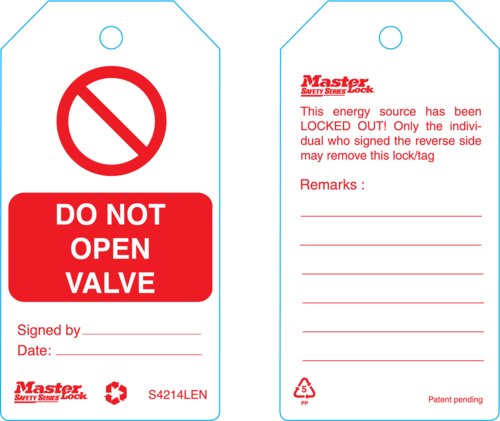 DO NOT
OPEN
VALVE
Signed by
Date:
Master
SAFETY SERIES Lock
S4214LEN
Master
SAFETY SERIES Lock
This energy source has been
LOCKED OUT! Only the indivi-
dual who signed the reverse side
may remove this lock/tag
Remarks :
5
PP
Patent pending